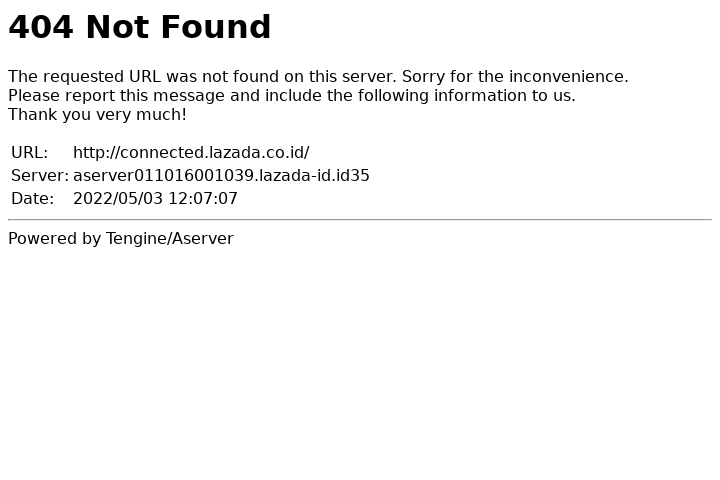 404 Not Found
The requested URL was not found on this server. Sorry for the inconvenience.
Please report this message and include the following information to us.
Thank you very much!
URL: http://connected.lazada.co.id/
Server: aserver011016001039.lazada-id.id35
Date: 2022/05/03 12:07:07
Powered by Tengine/Aserver